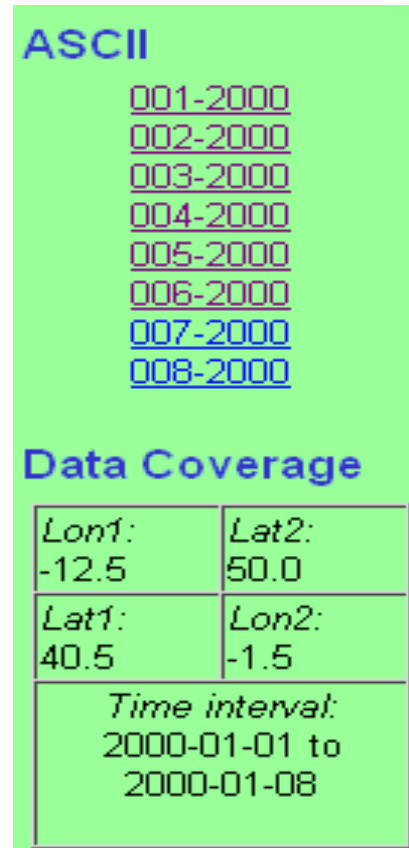 ASCII
001-2000
002-2000
003-2000
004-2000
005-2000
006-2000
007-2000
008-2000
Data Coverage
Lon1: Lat2:
-12.5 50.0
Lat1: Lon2:
40.5 -1.5
Time interval:
2000-01-01 to
2000-01-08